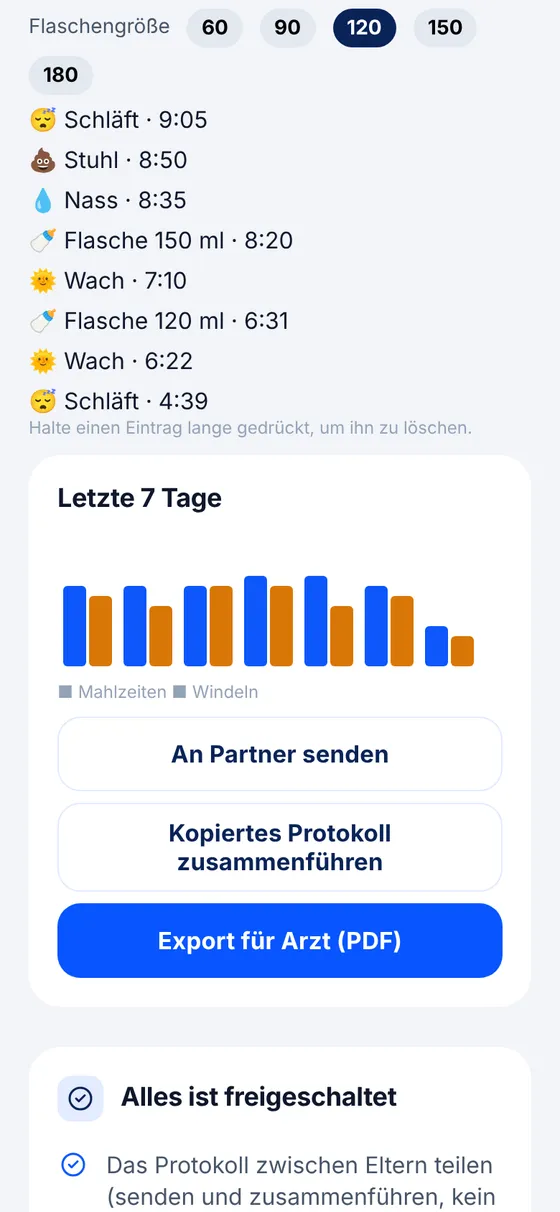 Flaschengröße 60 90 120 150
180
😴 Schläft · 9:05
💩 Stuhl · 8:50
💧 Nass · 8:35
🍼 Flasche 150 ml · 8:20
🌞 Wach · 7:10
🍼 Flasche 120 ml · 6:31
🌞 Wach · 6:22
😴 Schläft · 4:39
Halte einen Eintrag lange gedrückt, um ihn zu löschen.
Letzte 7 Tage
■ Mahlzeiten ■ Windeln
An Partner senden
Kopiertes Protokoll
zusammenführen
Export für Arzt (PDF)
Alles ist freigeschaltet
Das Protokoll zwischen Eltern teilen
(senden und zusammenführen, kein